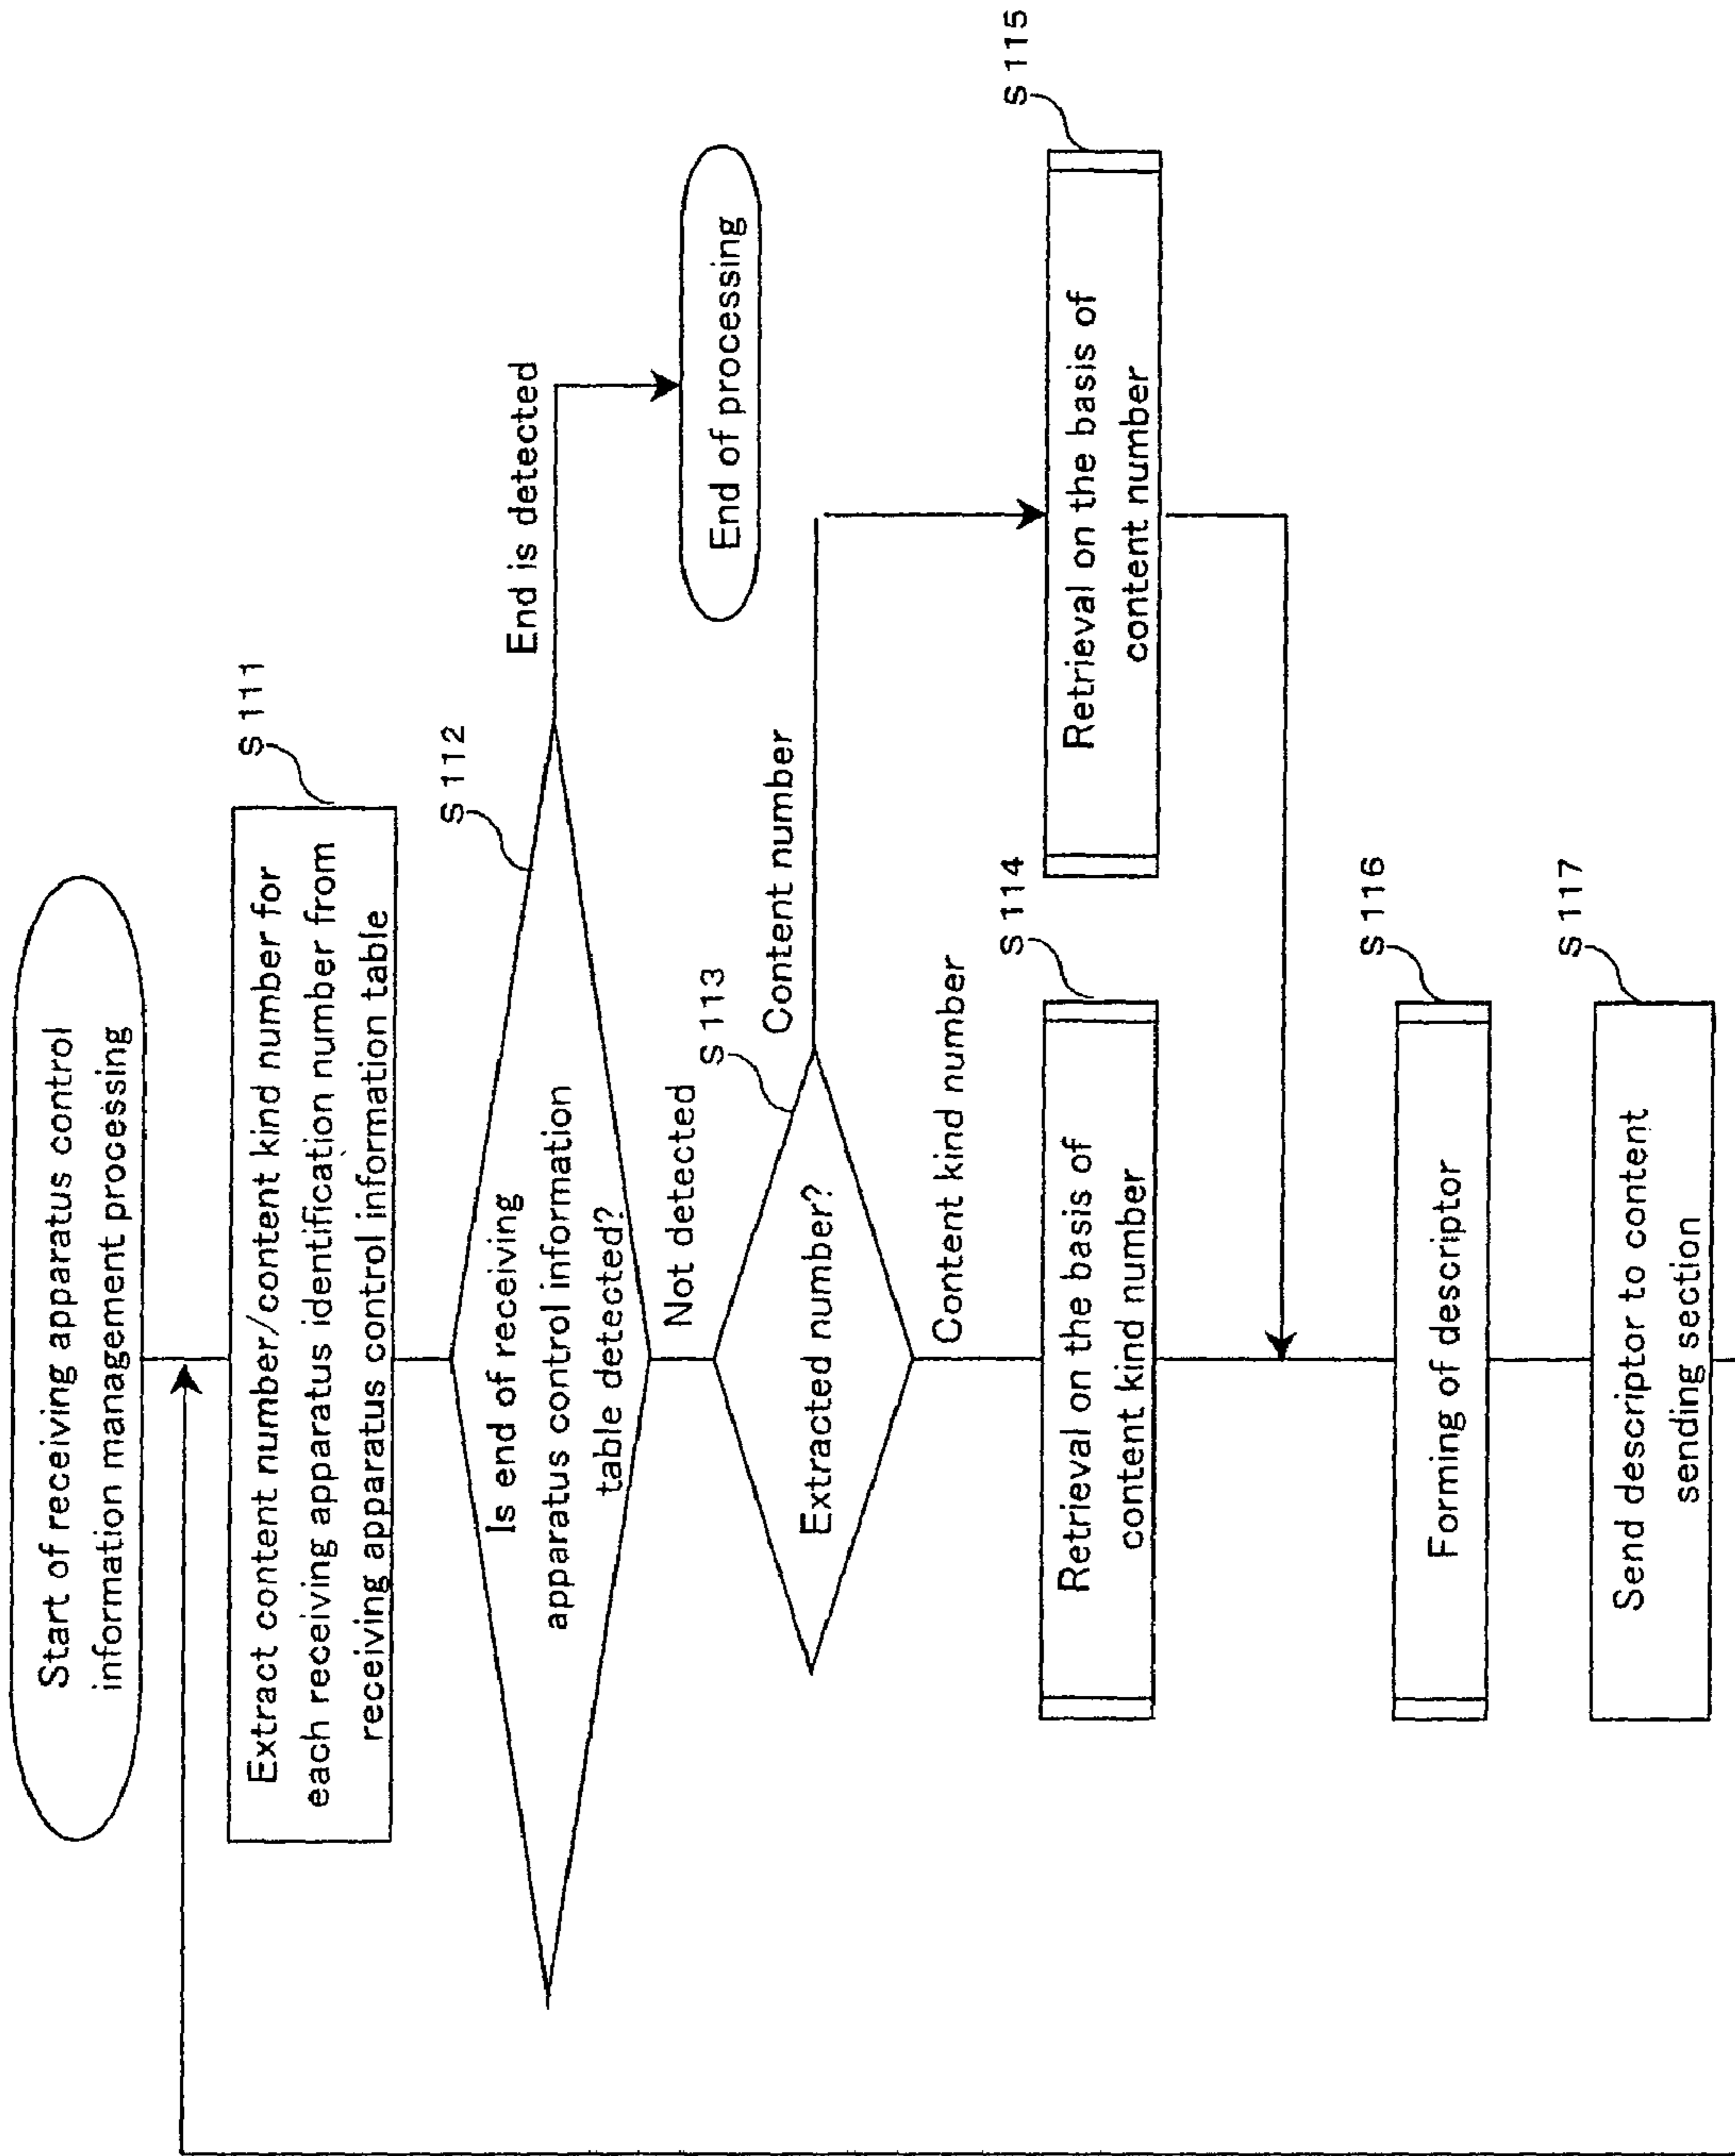 Start of receiving apparatus control
information management processing
S111
Extract content number/content kind number for
each receiving apparatus identification number from
receiving apparatus control information table
S112
Is end of receiving
apparatus control information
table detected?
End is detected
Not detected
End of processing
S113
Extracted number?
Content number
Content kind number
S114
Retrieval on the basis of
content kind number
S115
Retrieval on the basis of
content number
S116
Forming of descriptor
S117
Send descriptor to content
sending section